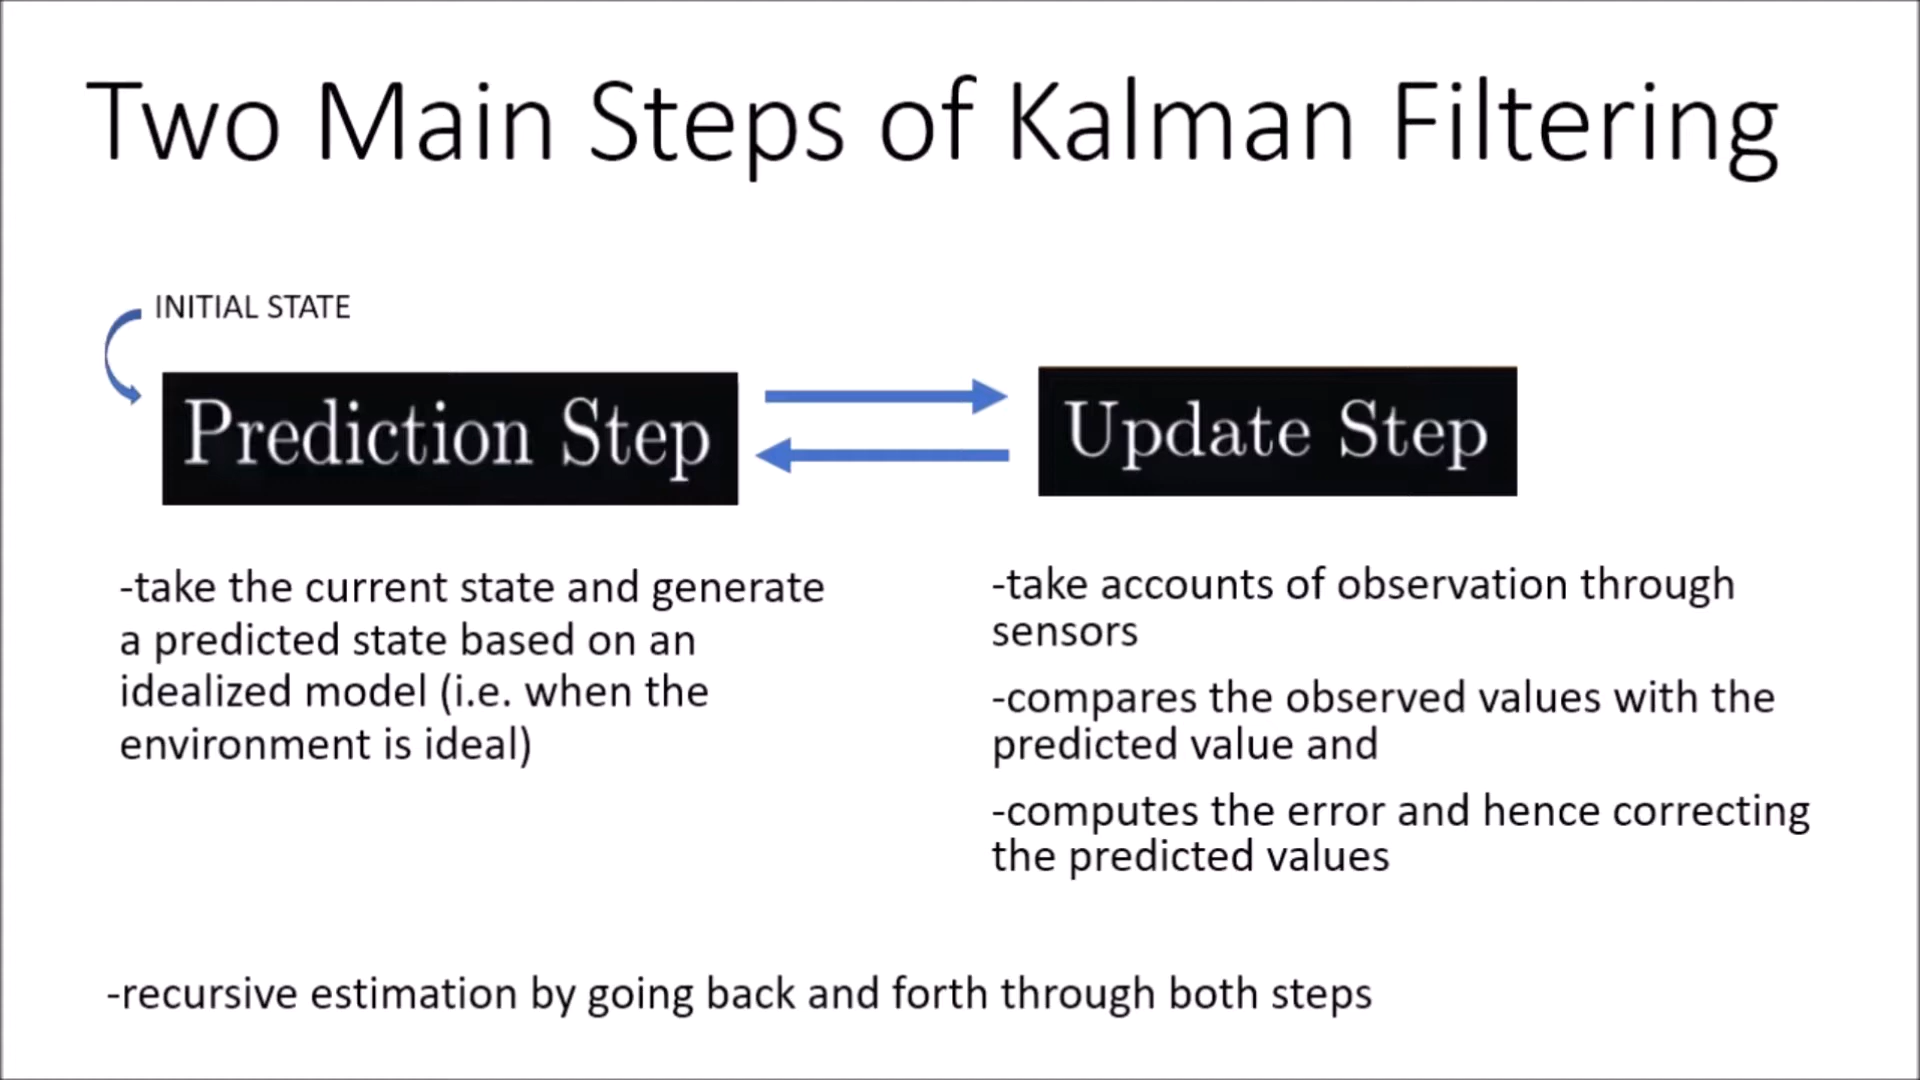 Two Main Steps of Kalman Filtering
INITIAL STATE
Prediction Step
Update Step
-take the current state and generate
a predicted state based on an
idealized model (i.e. when the
environment is ideal)
-take accounts of observation through
sensors
-compares the observed values with the
predicted value and
-computes the error and hence correcting
the predicted values
-recursive estimation by going back and forth through both steps